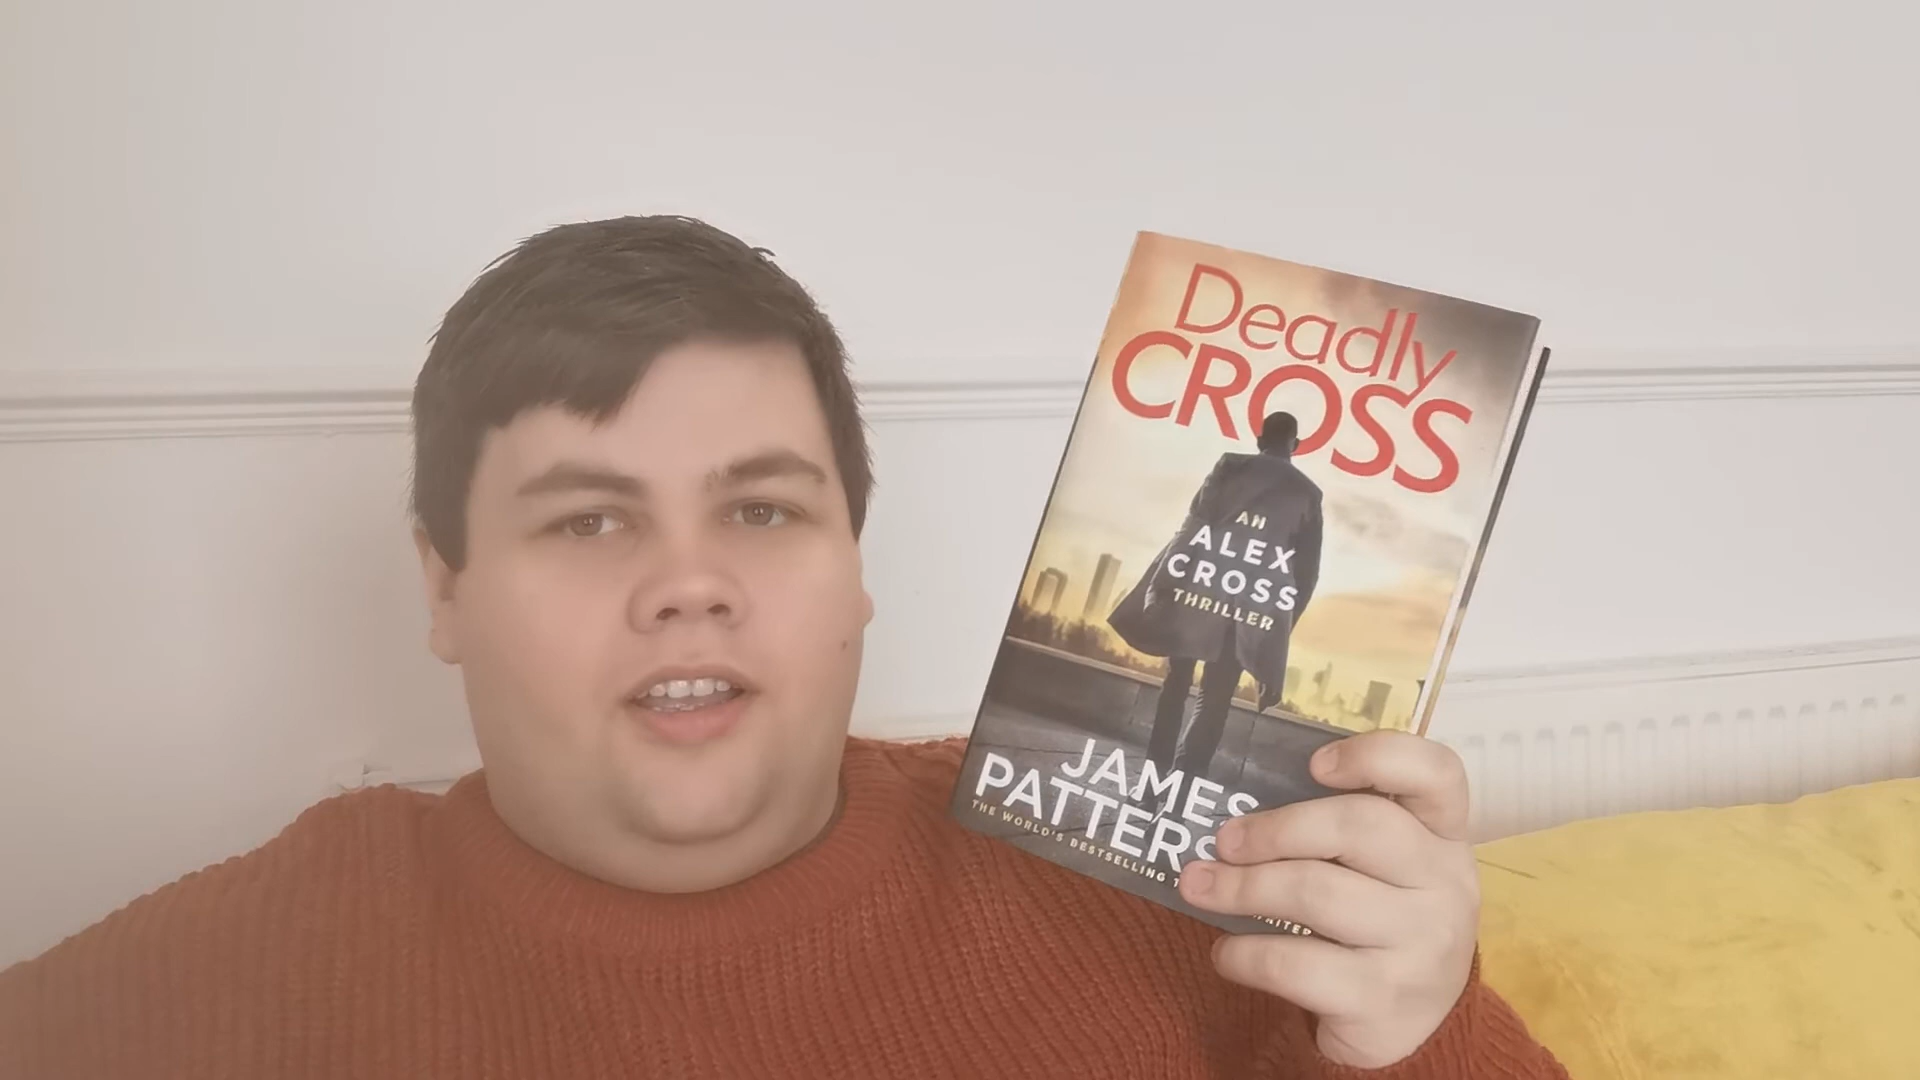 Deadly
CROSS
AN
ALEX
CROSS
THRILLER
JAMES
PATTERS
THE WORLD'S BESTSELLING